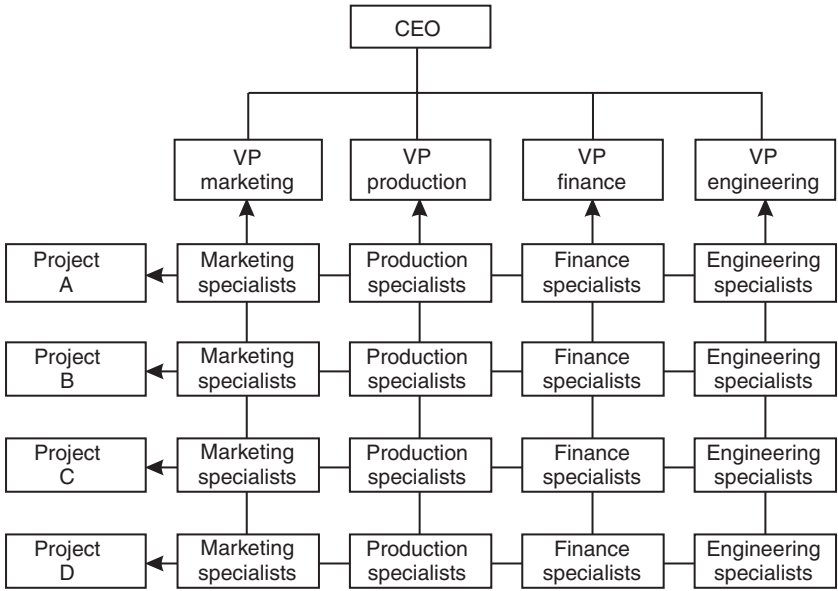 CEO
VP
marketing
VP
production
VP
finance
VP
engineering
Project
A
Marketing
specialists
Production
specialists
Finance
specialists
Engineering
specialists
Project
B
Marketing
specialists
Production
specialists
Finance
specialists
Engineering
specialists
Project
C
Marketing
specialists
Production
specialists
Finance
specialists
Engineering
specialists
Project
D
Marketing
specialists
Production
specialists
Finance
specialists
Engineering
specialists